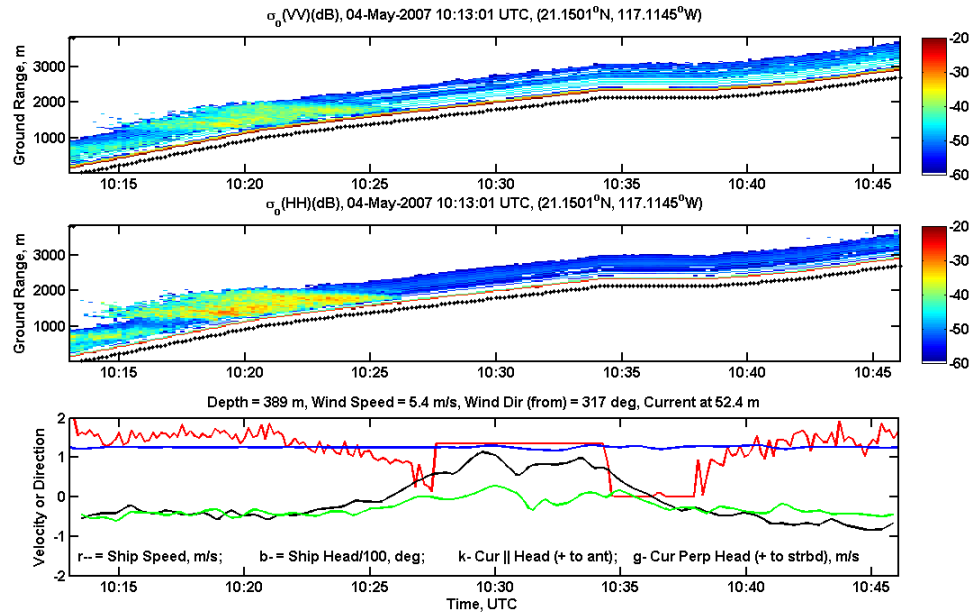 σ₀(VV)(dB), 04-May-2007 10:13:01 UTC, (21.1501°N, 117.1145°W)
Ground Range, m
3000
2000
1000
10:15 10:20 10:25 10:30 10:35 10:40 10:45
-20
-30
-40
-50
-60
σ₀(HH)(dB), 04-May-2007 10:13:01 UTC, (21.1501°N, 117.1145°W)
Ground Range, m
3000
2000
1000
10:15 10:20 10:25 10:30 10:35 10:40 10:45
-20
-30
-40
-50
-60
Depth = 389 m, Wind Speed = 5.4 m/s, Wind Dir (from) = 317 deg, Current at 52.4 m
Velocity or Direction
2
1
0
-1
-2
r-- = Ship Speed, m/s; b- = Ship Head/100, deg; k- Cur || Head (+ to ant); g- Cur Perp Head (+ to strbd), m/s
10:15 10:20 10:25 10:30 10:35 10:40 10:45
Time, UTC